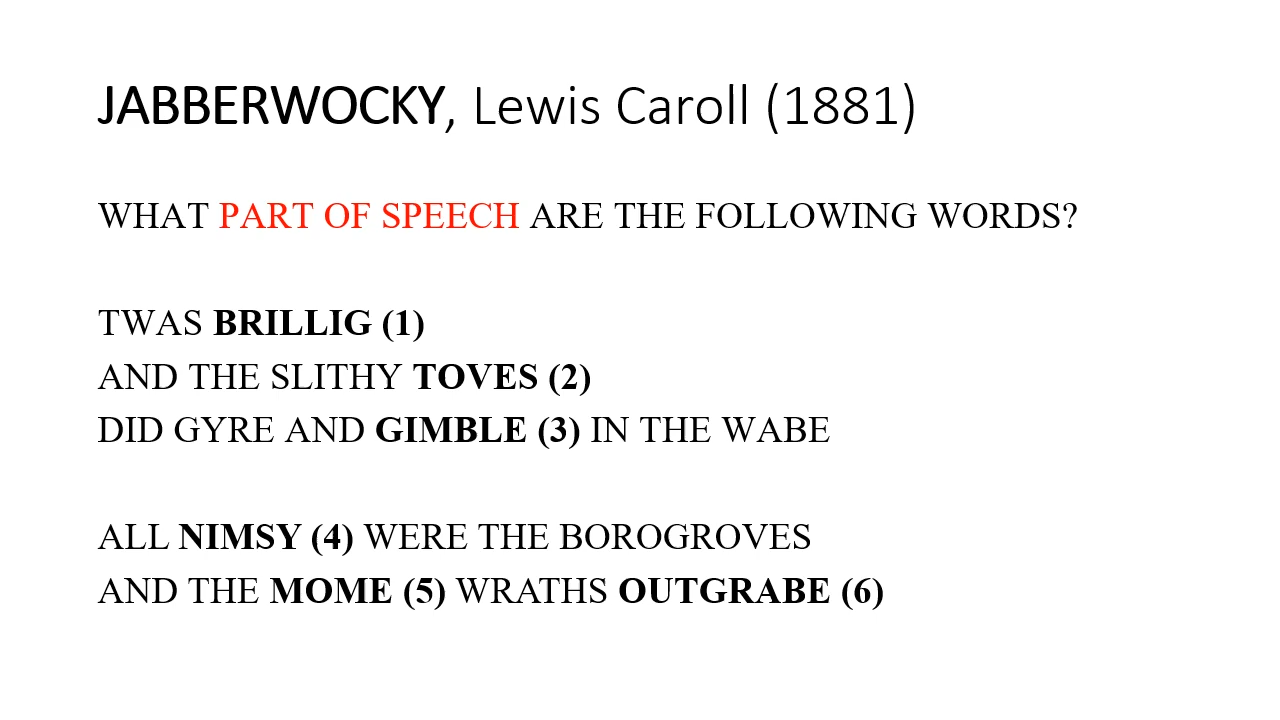 JABBERWOCKY, Lewis Caroll (1881)
WHAT PART OF SPEECH ARE THE FOLLOWING WORDS?
TWAS BRILLIG (1)
AND THE SLITHY TOVES (2)
DID GYRE AND GIMBLE (3) IN THE WABE
ALL NIMSY (4) WERE THE BOROGROVES
AND THE MOME (5) WRATHS OUTGRABE (6)